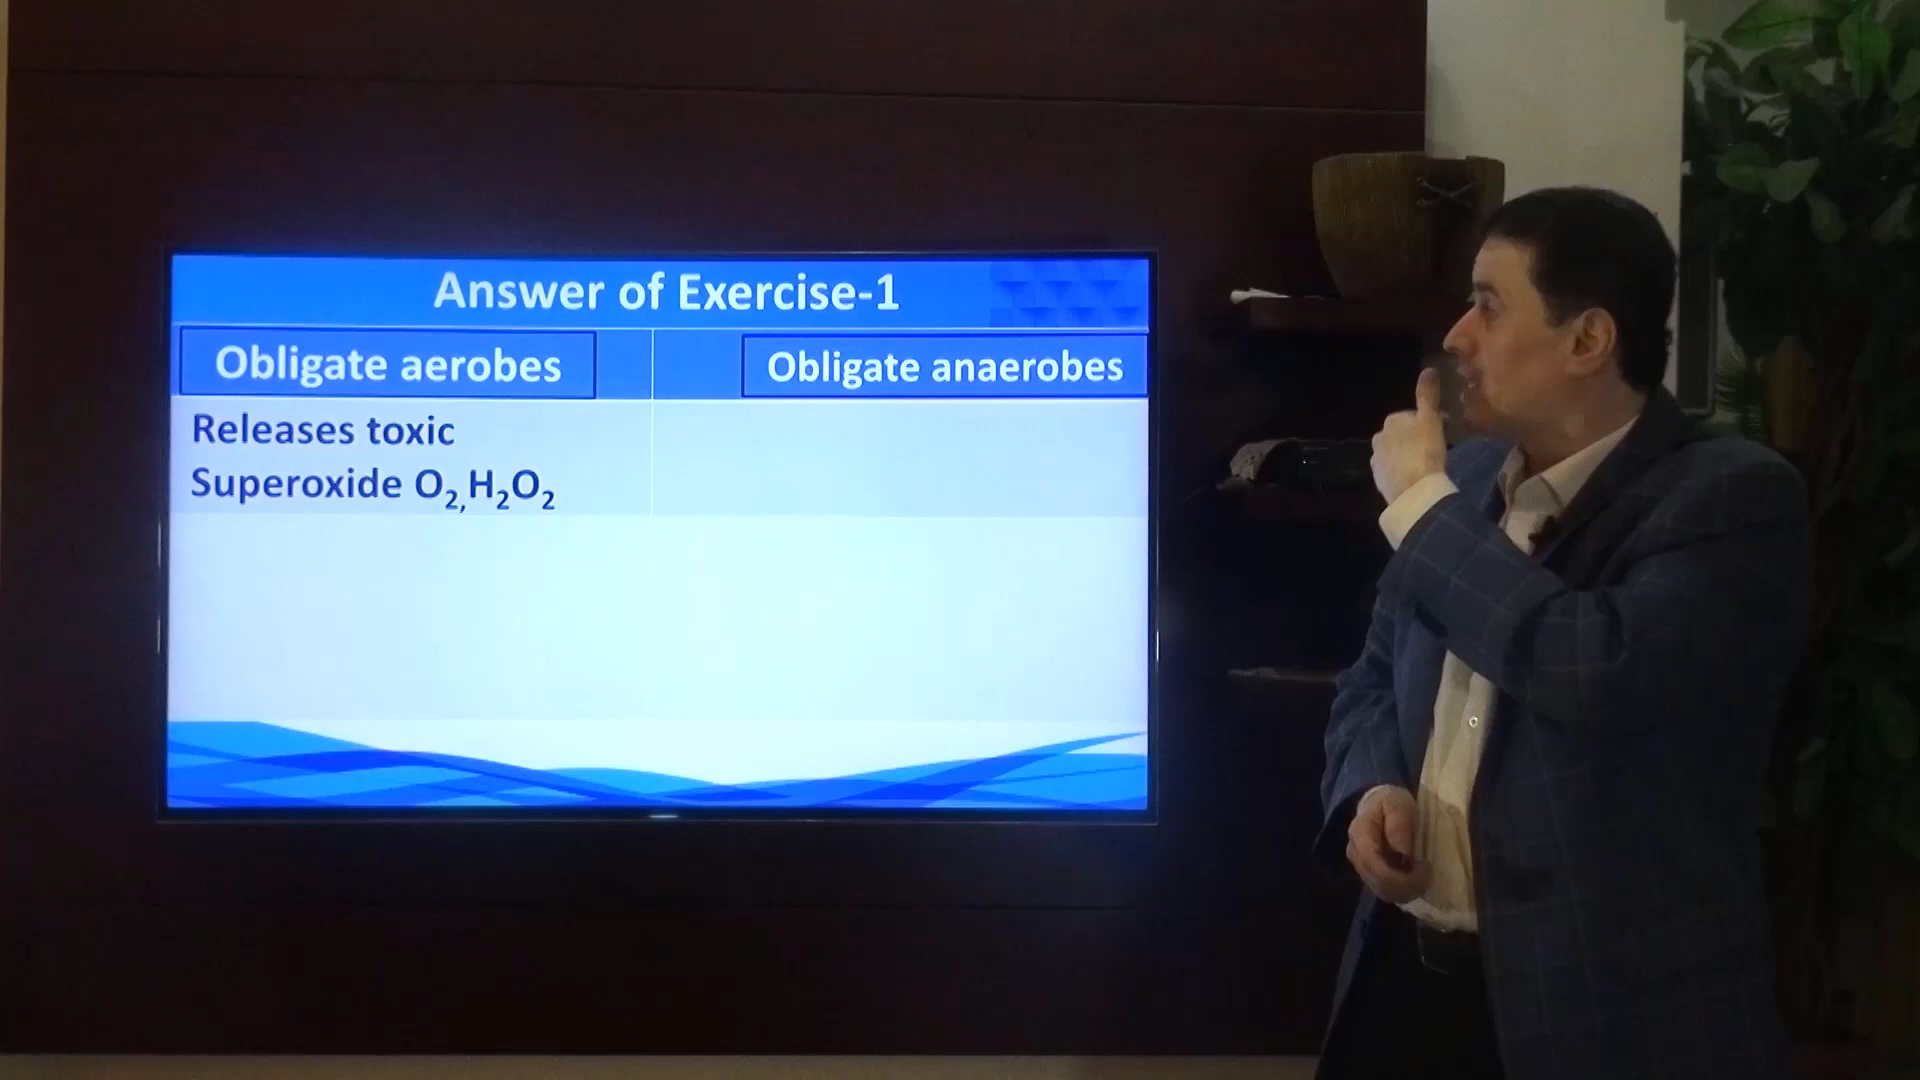 Answer of Exercise-1
Obligate aerobes
Obligate anaerobes
Releases toxic
Superoxide O₂,H₂O₂